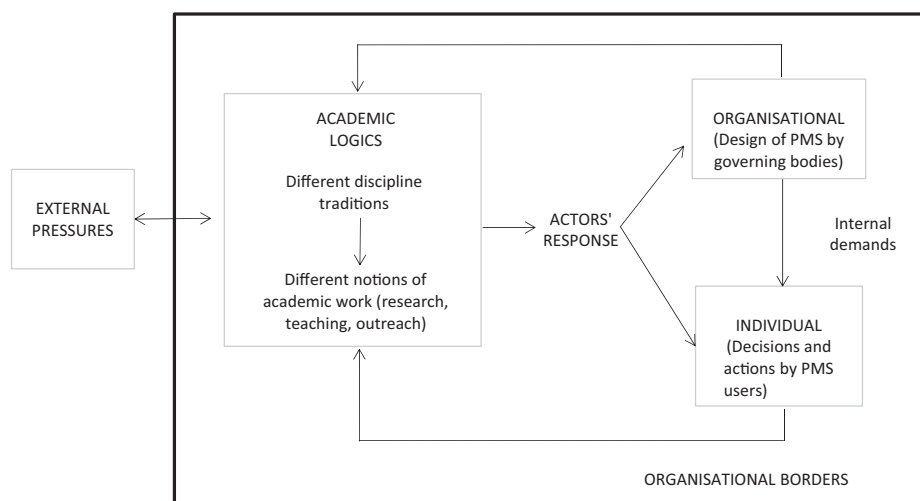 EXTERNAL
PRESSURES
ACADEMIC
LOGICS
Different discipline
traditions
Different notions of
academic work (research,
teaching, outreach)
ACTORS'
RESPONSE
ORGANISATIONAL
(Design of PMS by
governing bodies)
Internal
demands
INDIVIDUAL
(Decisions and
actions by PMS
users)
ORGANISATIONAL BORDERS